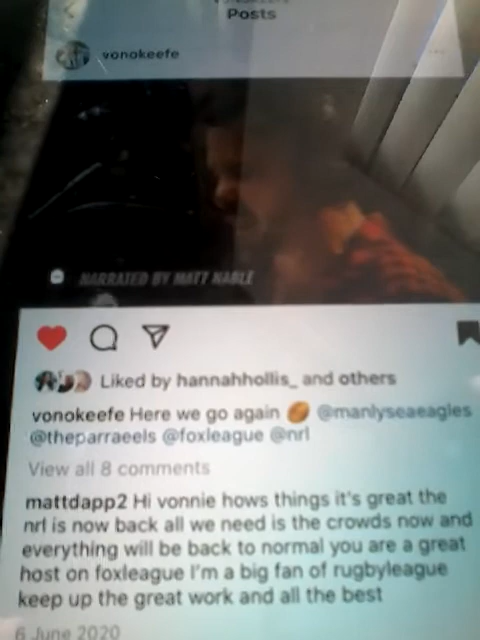 Posts
vonokeefe
NARRATED BY MATT NABLE
Liked by hannahhollis_ and others
vonokeefe Here we go again 🏉 @manlyseaeagles
@theparraeels @foxleague @nrl
View all 8 comments
mattdapp2 Hi vonnie hows things it's great the
nrl is now back all we need is the crowds now and
everything will be back to normal you are a great
host on foxleague I'm a big fan of rugbyleague
keep up the great work and all the best
6 June 2020